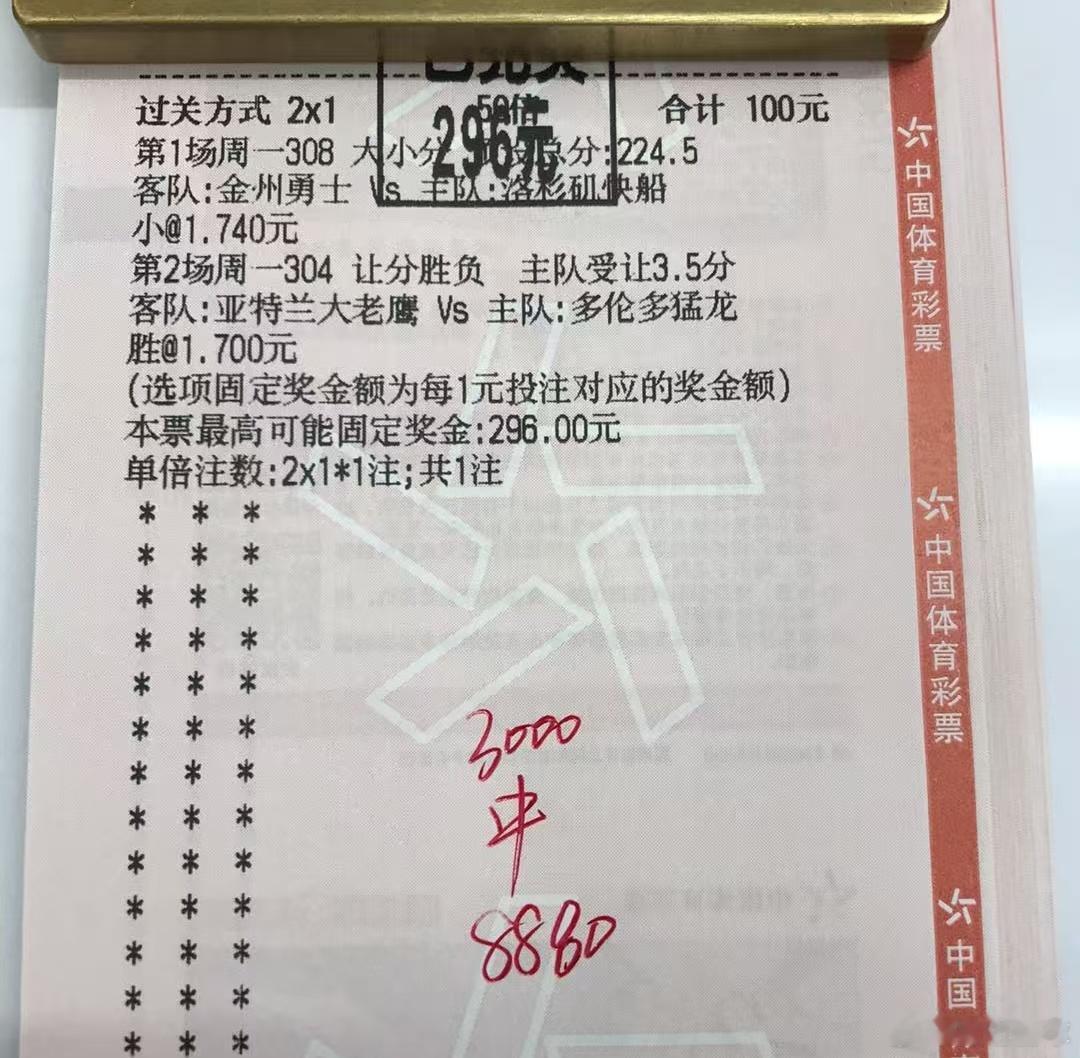 已兑奖
296元
过关方式 2x1 50倍 合计 100元
第1场周一308 大小分 总分:224.5
客队:金州勇士 Vs 主队:洛杉矶快船
小@1.740元
第2场周一304 让分胜负 主队受让3.5分
客队:亚特兰大老鹰 Vs 主队:多伦多猛龙
胜@1.700元
(选项固定奖金额为每1元投注对应的奖金额)
本票最高可能固定奖金:296.00元
单倍注数:2x1*1注;共1注
* * *
* * *
* * *
* * *
* * *
* * *
* * *
* * *
* * *
* * *
* * *
* * *
* * *
3000
中
8880
中国体育彩票
中国体育彩票
中国